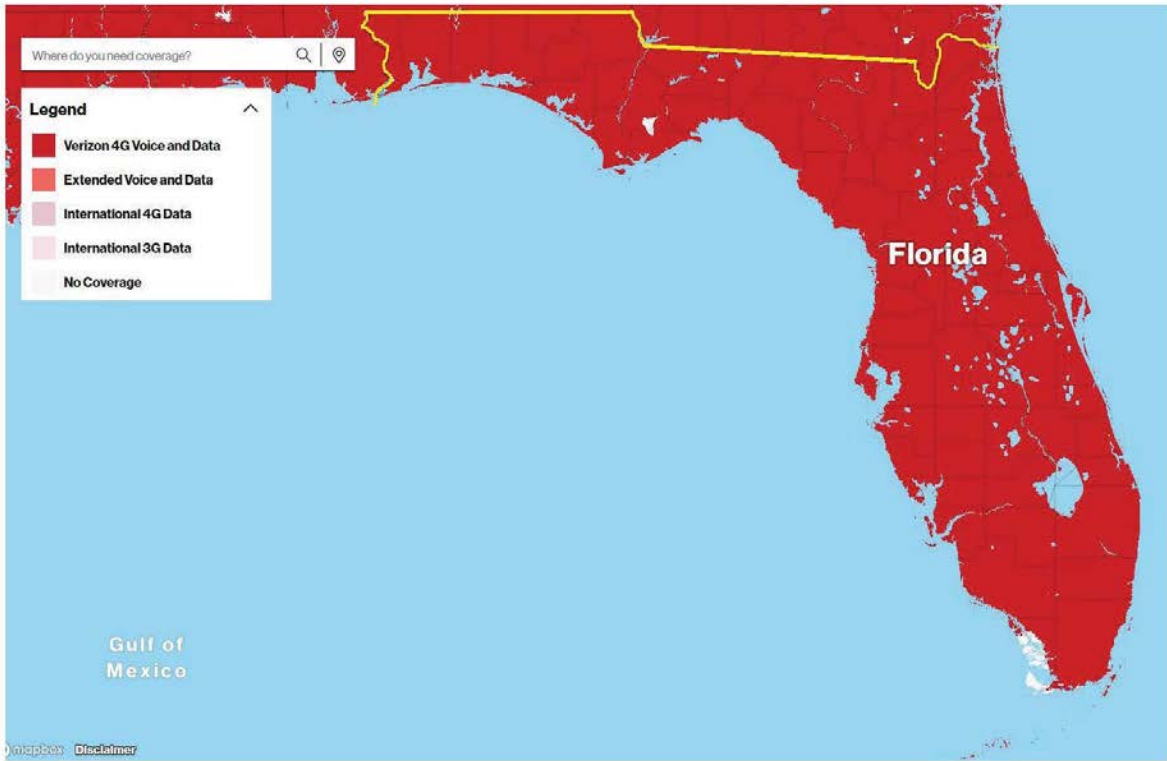 Where do you need coverage?
Legend
Verizon 4G Voice and Data
Extended Voice and Data
International 4G Data
International 3G Data
No Coverage
Florida
Gulf of
Mexico
mapbox Disclaimer